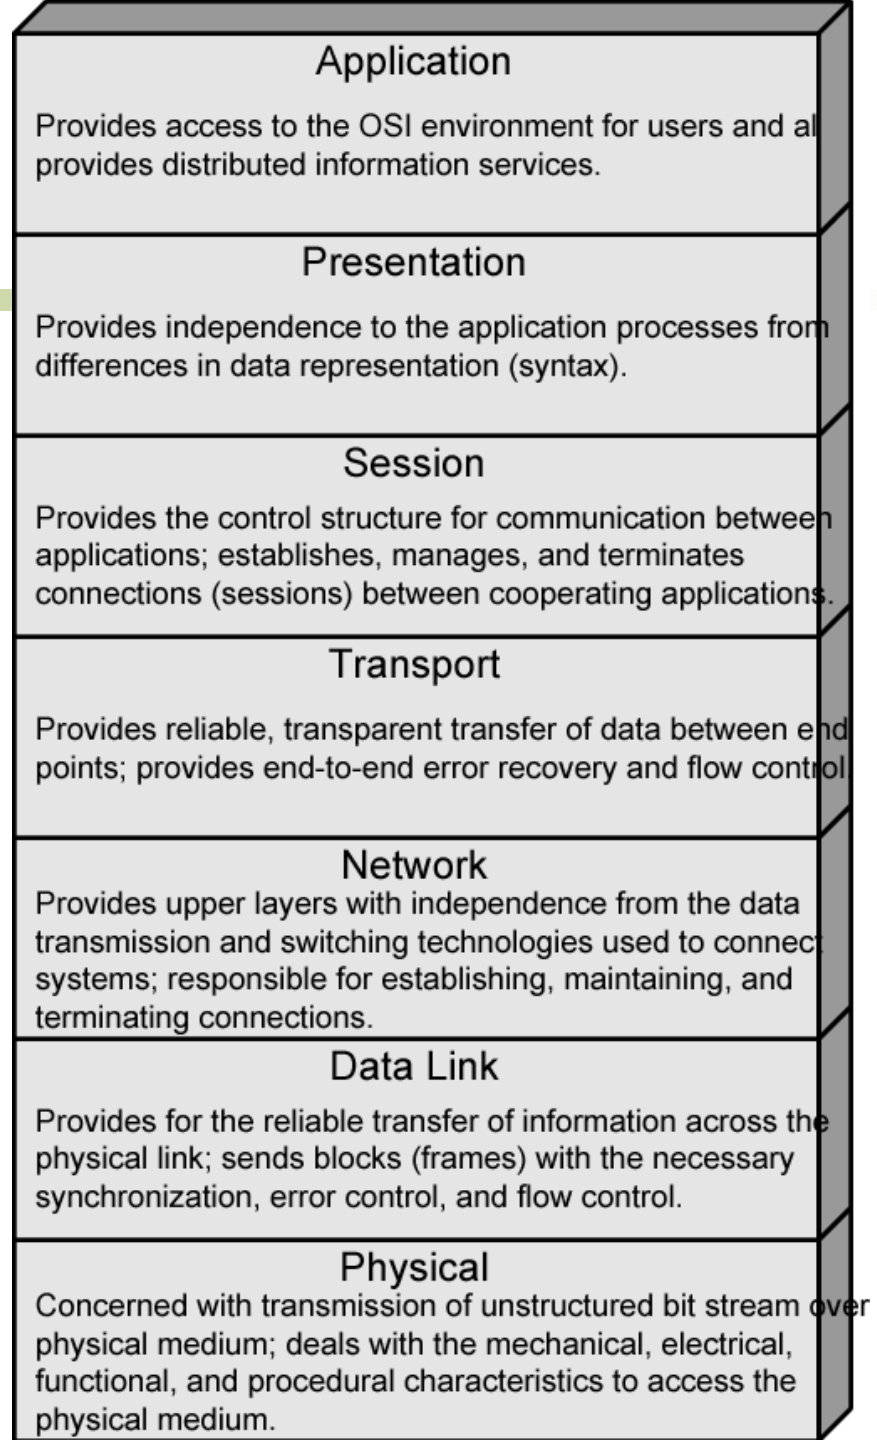 Application
Provides access to the OSI environment for users and al
provides distributed information services.
Presentation
Provides independence to the application processes from
differences in data representation (syntax).
Session
Provides the control structure for communication between
applications; establishes, manages, and terminates
connections (sessions) between cooperating applications.
Transport
Provides reliable, transparent transfer of data between end
points; provides end-to-end error recovery and flow control.
Network
Provides upper layers with independence from the data
transmission and switching technologies used to connect
systems; responsible for establishing, maintaining, and
terminating connections.
Data Link
Provides for the reliable transfer of information across the
physical link; sends blocks (frames) with the necessary
synchronization, error control, and flow control.
Physical
Concerned with transmission of unstructured bit stream over
physical medium; deals with the mechanical, electrical,
functional, and procedural characteristics to access the
physical medium.